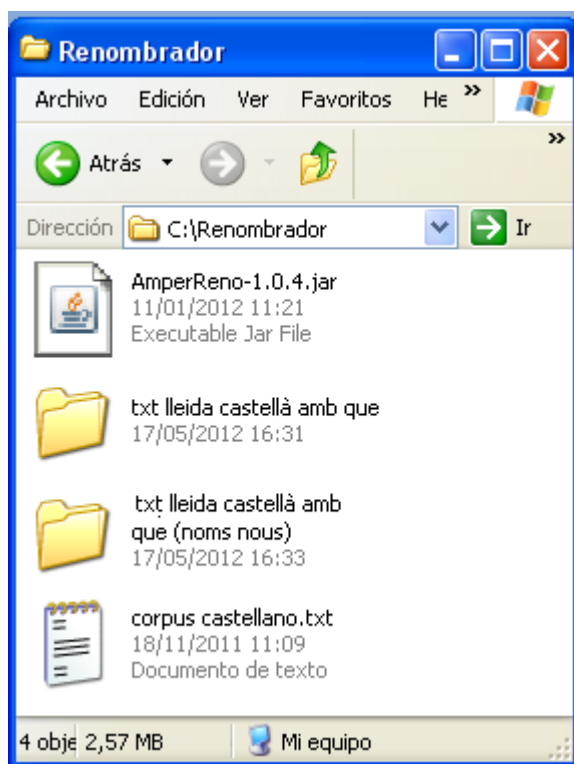 Renombrador
Archivo Edición Ver Favoritos He »
Atrás »
Dirección C:\Renombrador Ir
AmperReno-1.0.4.jar
11/01/2012 11:21
Executable Jar File
txt lleida castellà amb que
17/05/2012 16:31
txt lleida castellà amb
que (noms nous)
17/05/2012 16:33
corpus castellano.txt
18/11/2011 11:09
Documento de texto
4 obje 2,57 MB Mi equipo